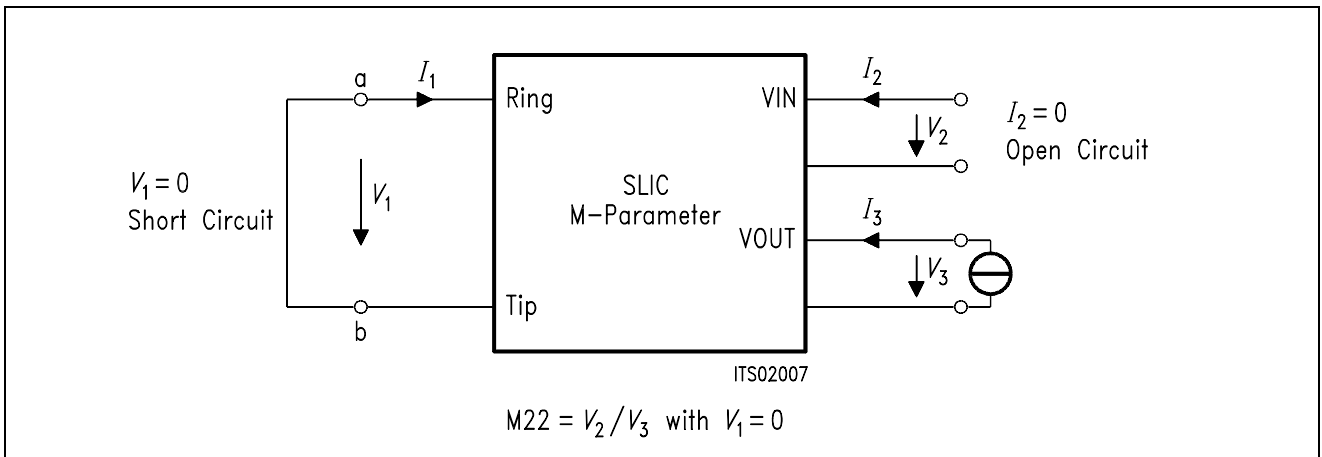 a
I₁
Ring
V₁ = 0
Short Circuit
V₁
b
Tip
SLIC
M-Parameter
VIN
I₂
V₂
I₂ = 0
Open Circuit
VOUT
I₃
V₃
ITS02007
M22 = V₂/V₃ with V₁ = 0